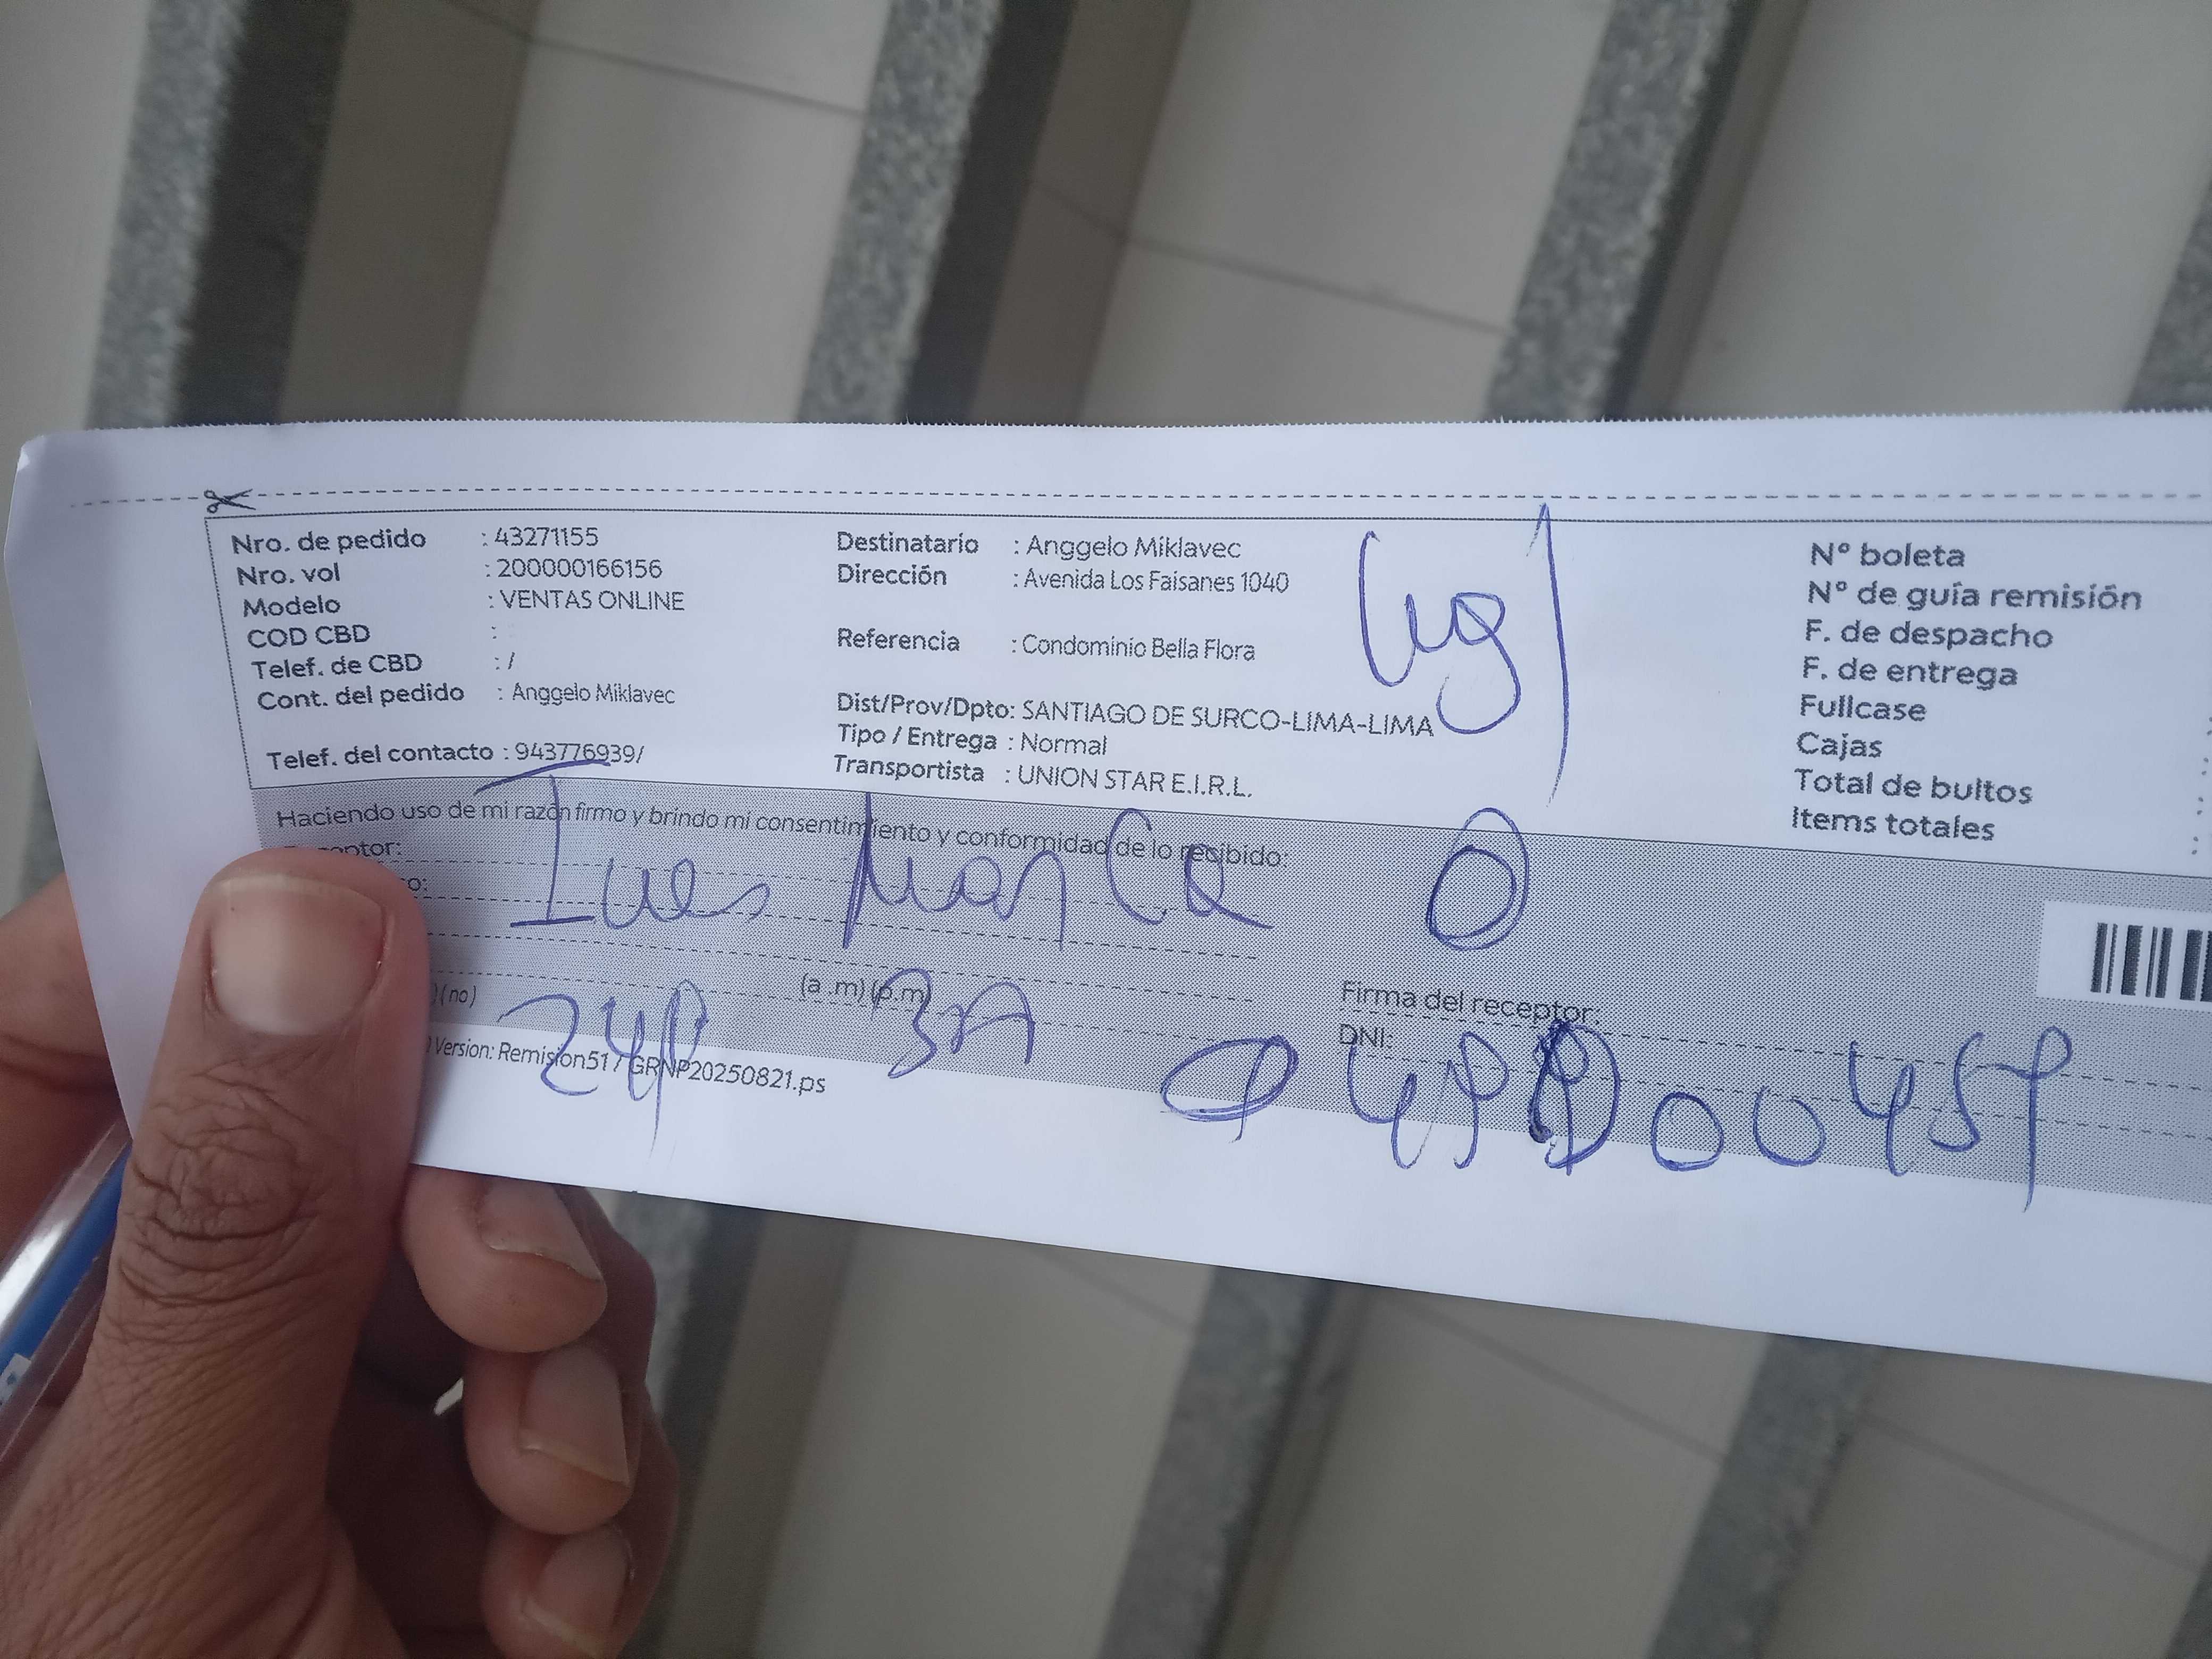 Nro. de pedido : 43271155
Nro. vol : 200000166156
Modelo : VENTAS ONLINE
COD CBD :
Telef. de CBD : /
Cont. del pedido : Anggelo Miklavec
Telef. del contacto : 943776939/
Destinatario : Anggelo Miklavec
Dirección : Avenida Los Faisanes 1040
Referencia : Condominio Bella Flora
Dist/Prov/Dpto: SANTIAGO DE SURCO-LIMA-LIMA
Tipo / Entrega : Normal
Transportista : UNION STAR E.I.R.L.
N° boleta
N° de guía remisión
F. de despacho
F. de entrega
Fullcase :
Cajas :
Total de bultos :
Items totales :
Haciendo uso de mi razón firmo y brindo mi consentimiento y conformidad de lo recibido:
Ines
(no)
(a .m) (p.m)
Firma del receptor:
DNI:
Version: Remision51 / GRNP20250821.ps